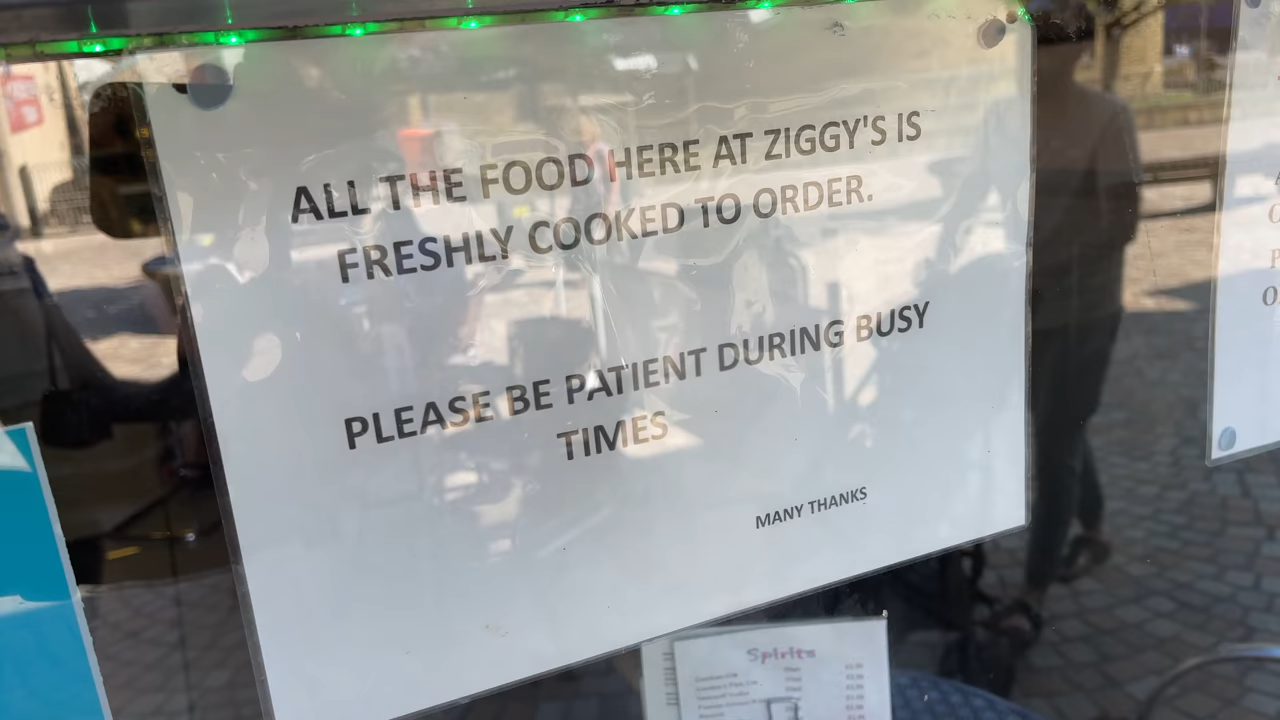 ALL THE FOOD HERE AT ZIGGY'S IS
FRESHLY COOKED TO ORDER.
PLEASE BE PATIENT DURING BUSY
TIMES
MANY THANKS
Spirits